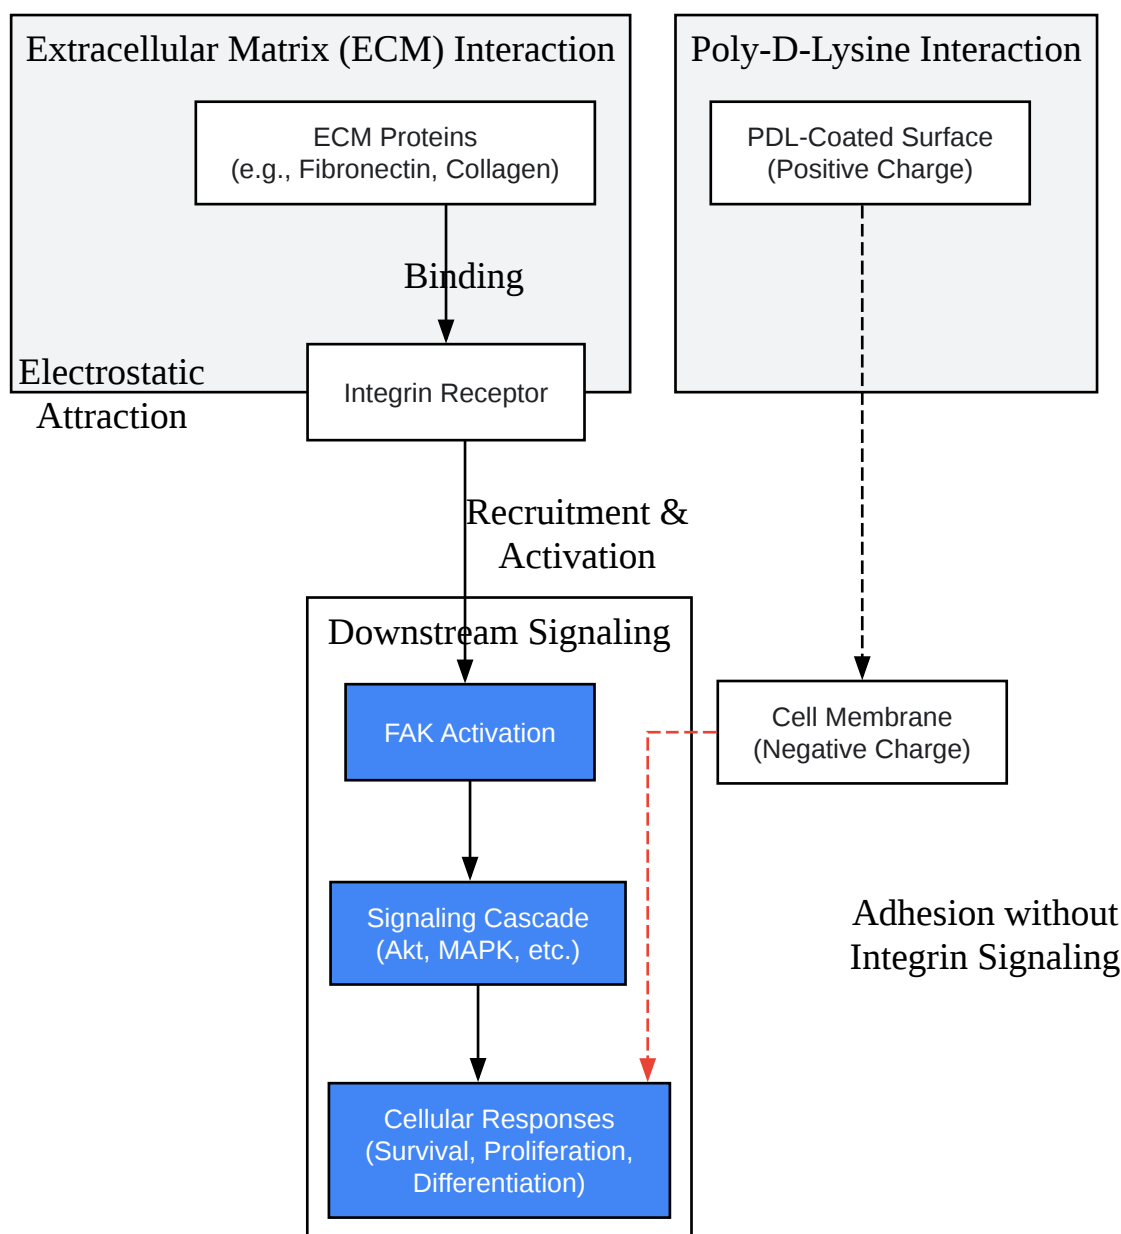 Extracellular Matrix (ECM) Interaction
Poly-D-Lysine Interaction
ECM Proteins
(e.g., Fibronectin, Collagen)
PDL-Coated Surface
(Positive Charge)
Binding
Electrostatic
Attraction
Integrin Receptor
Recruitment &
Activation
Downstream Signaling
FAK Activation
Cell Membrane
(Negative Charge)
Signaling Cascade
(Akt, MAPK, etc.)
Adhesion without
Integrin Signaling
Cellular Responses
(Survival, Proliferation,
Differentiation)